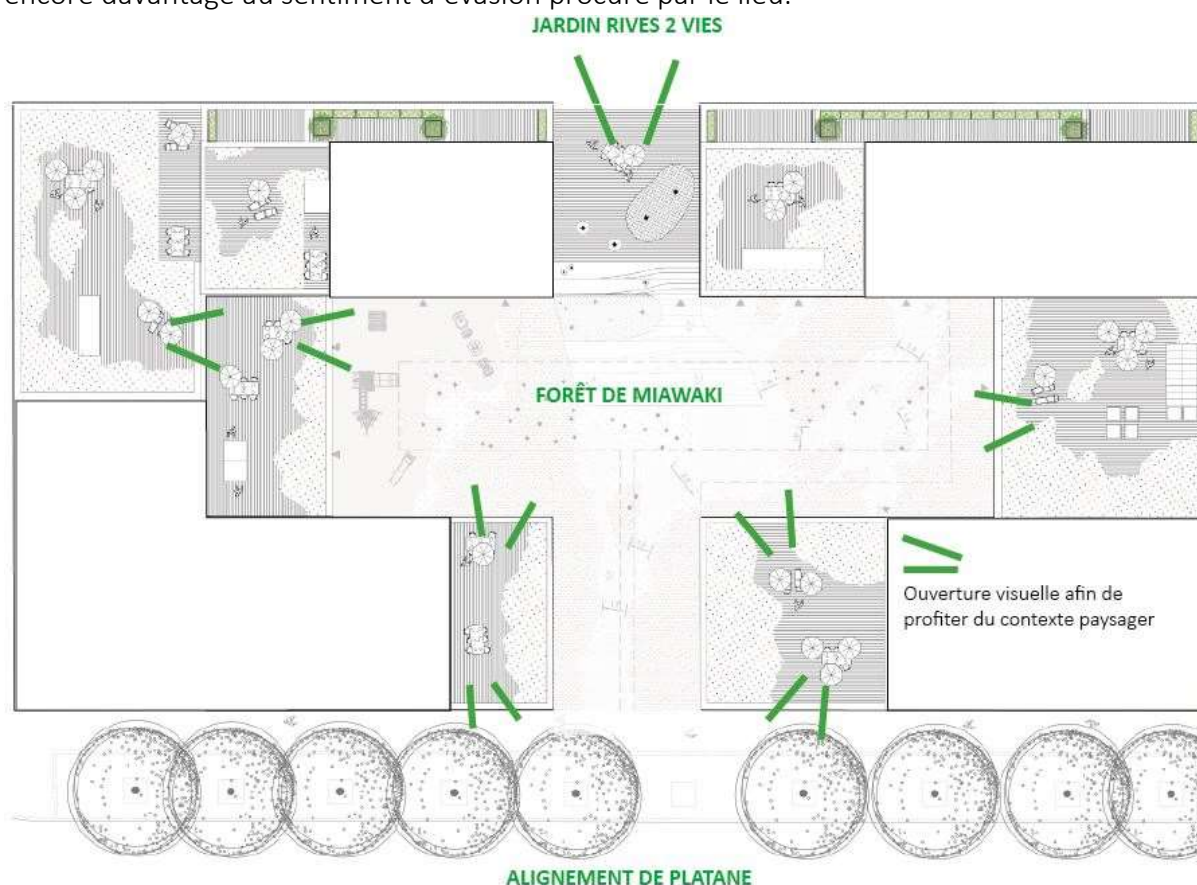 encore davantage au sentiment d'évasion procuré par le lieu.
JARDIN RIVES 2 VIES
FORÊT DE MIAWAKI
Ouverture visuelle afin de
profiter du contexte paysager
ALIGNEMENT DE PLATANE